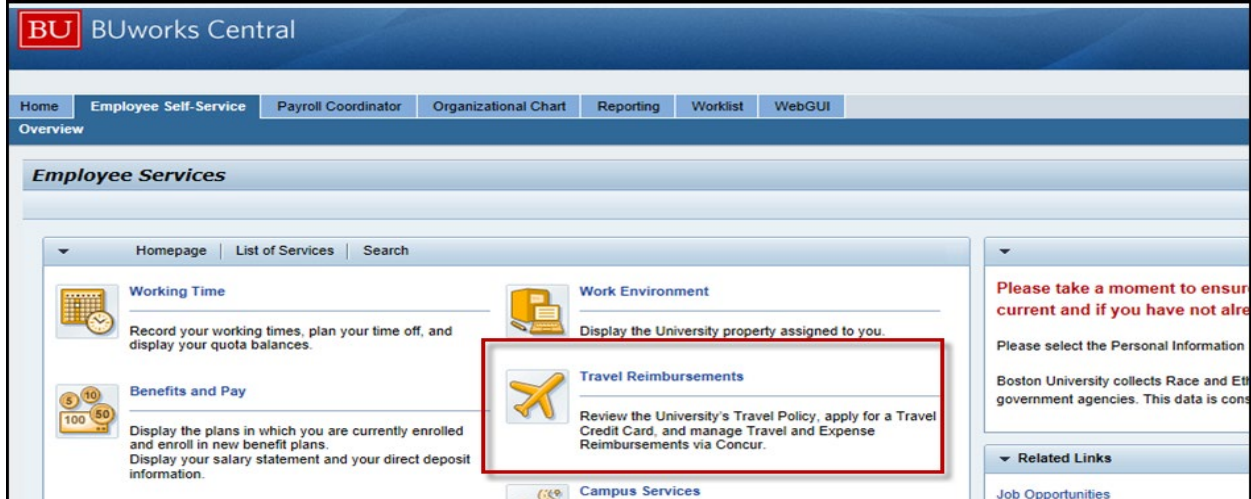 BU BUworks Central
Home Employee Self-Service Payroll Coordinator Organizational Chart Reporting Worklist WebGUI
Overview
Employee Services
Homepage List of Services Search
Working Time
Record your working times, plan your time off, and
display your quota balances.
Work Environment
Display the University property assigned to you.
5 10
100 50
Benefits and Pay
Display the plans in which you are currently enrolled
and enroll in new benefit plans.
Display your salary statement and your direct deposit
information.
Travel Reimbursements
Review the University's Travel Policy, apply for a Travel
Credit Card, and manage Travel and Expense
Reimbursements via Concur.
Campus Services
Please take a moment to ensur
current and if you have not alre
Please select the Personal Information
Boston University collects Race and Eth
government agencies. This data is cons
Related Links
Job Opportunities